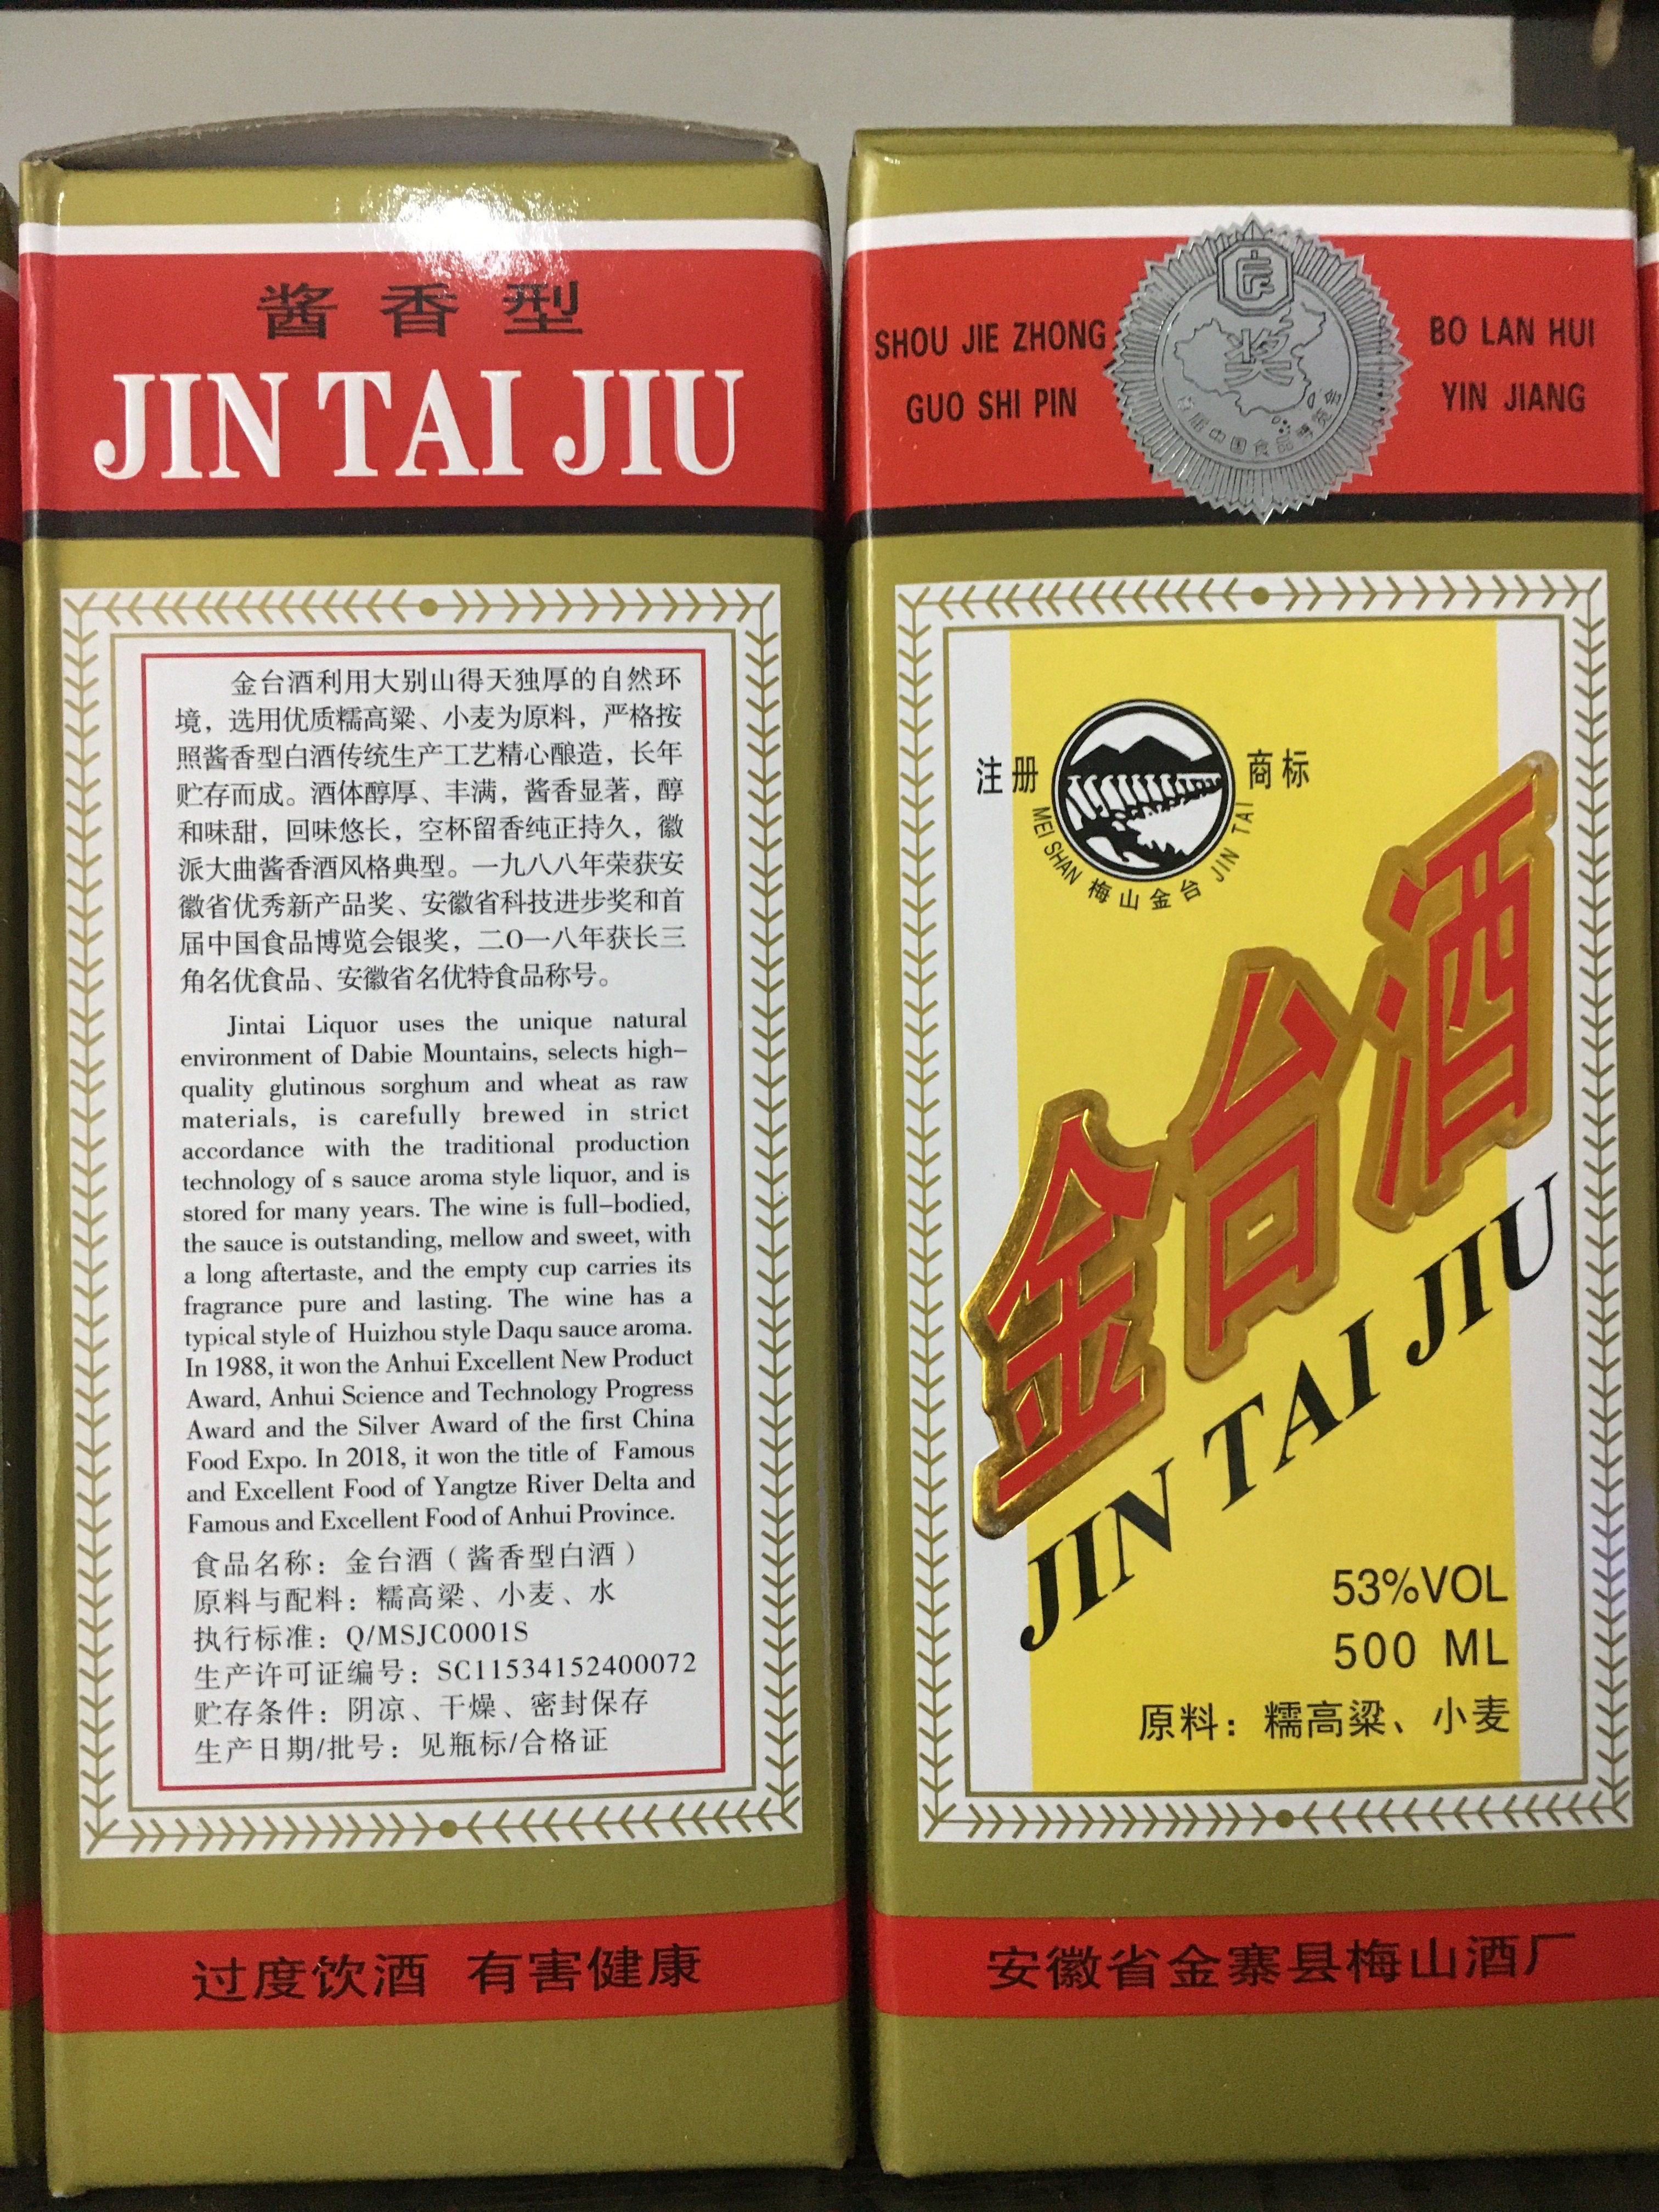 酱香型
JIN TAI JIU
金台酒利用大别山得天独厚的自然环
境，选用优质糯高粱、小麦为原料，严格按
照酱香型白酒传统生产工艺精心酿造，长年
贮存而成。酒体醇厚、丰满，酱香显著，醇
和味甜，回味悠长，空杯留香纯正持久，徽
派大曲酱香酒风格典型。一九八八年荣获安
徽省优秀新产品奖、安徽省科技进步奖和首
届中国食品博览会银奖，二O一八年获长三
角名优食品、安徽省名优特食品称号。
Jintai Liquor uses the unique natural
environment of Dabie Mountains, selects high-
quality glutinous sorghum and wheat as raw
materials, is carefully brewed in strict
accordance with the traditional production
technology of s sauce aroma style liquor, and is
stored for many years. The wine is full-bodied,
the sauce is outstanding, mellow and sweet, with
a long aftertaste, and the empty cup carries its
fragrance pure and lasting. The wine has a
typical style of Huizhou style Daqu sauce aroma.
In 1988, it won the Anhui Excellent New Product
Award, Anhui Science and Technology Progress
Award and the Silver Award of the first China
Food Expo. In 2018, it won the title of Famous
and Excellent Food of Yangtze River Delta and
Famous and Excellent Food of Anhui Province.
食品名称：金台酒（酱香型白酒）
原料与配料：糯高粱、小麦、水
执行标准：Q/MSJC0001S
生产许可证编号：SC11534152400072
贮存条件：阴凉、干燥、密封保存
生产日期/批号：见瓶标/合格证
过度饮酒 有害健康
SHOU JIE ZHONG
GUO SHI PIN
奖
首届中国食品博览会
BO LAN HUI
YIN JIANG
注册 商标
MEI SHAN 梅山金台 JIN TAI
金台酒
JIN TAI JIU
53%VOL
500 ML
原料：糯高粱、小麦
安徽省金寨县梅山酒厂